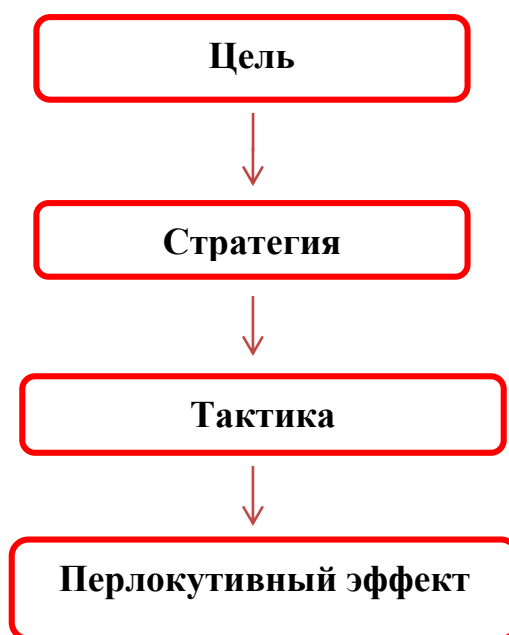 Цель
Стратегия
Тактика
Перлокутивный эффект